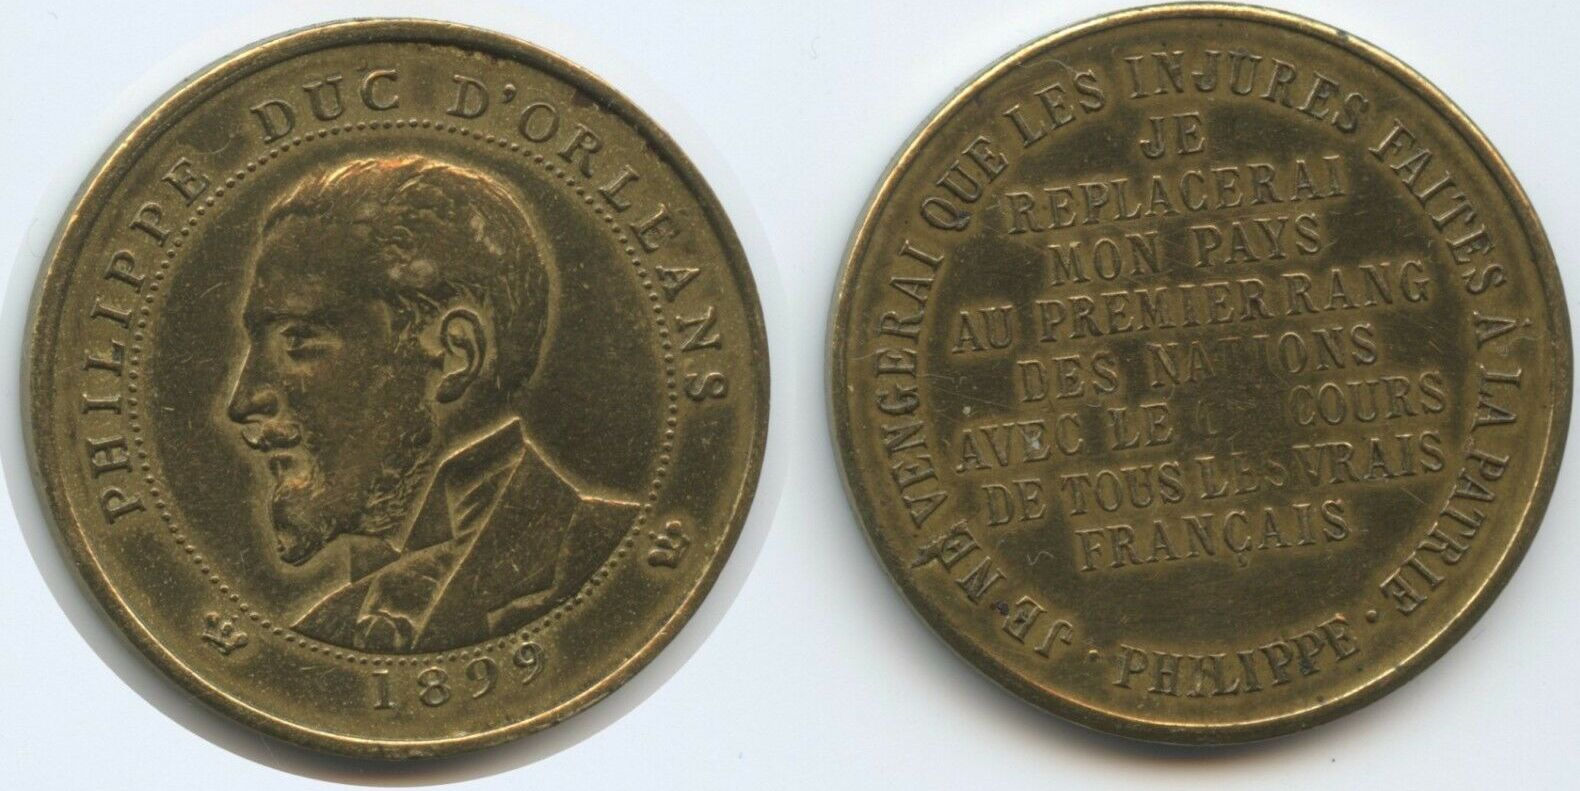 PHILIPPE DUC D'ORLEANS
1899
JE NE VENGERAI QUE LES INJURES FAITES À LA PATRIE · PHILIPPE ·
JE
REPLACERAI
MON PAYS
AU PREMIER RANG
DES NATIONS
AVEC LE CONCOURS
DE TOUS LES VRAIS
FRANÇAIS